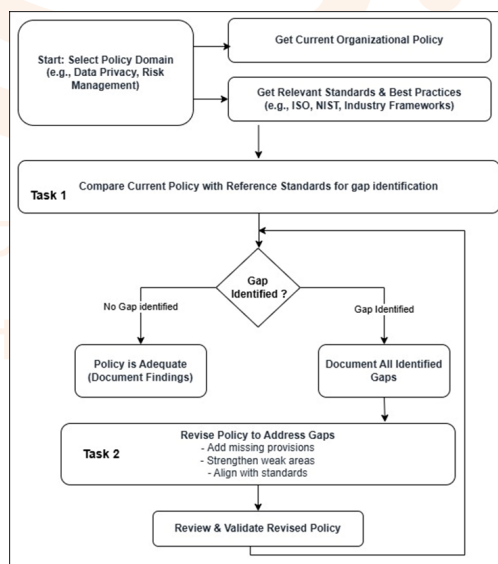 Start: Select Policy Domain
(e.g., Data Privacy, Risk
Management)
Get Current Organizational Policy
Get Relevant Standards & Best Practices
(e.g., ISO, NIST, Industry Frameworks)
Task 1
Compare Current Policy with Reference Standards for gap identification
Gap
Identified ?
No Gap identified
Gap Identified
Policy is Adequate
(Document Findings)
Document All Identified
Gaps
Task 2
Revise Policy to Address Gaps
- Add missing provisions
- Strengthen weak areas
- Align with standards
Review & Validate Revised Policy